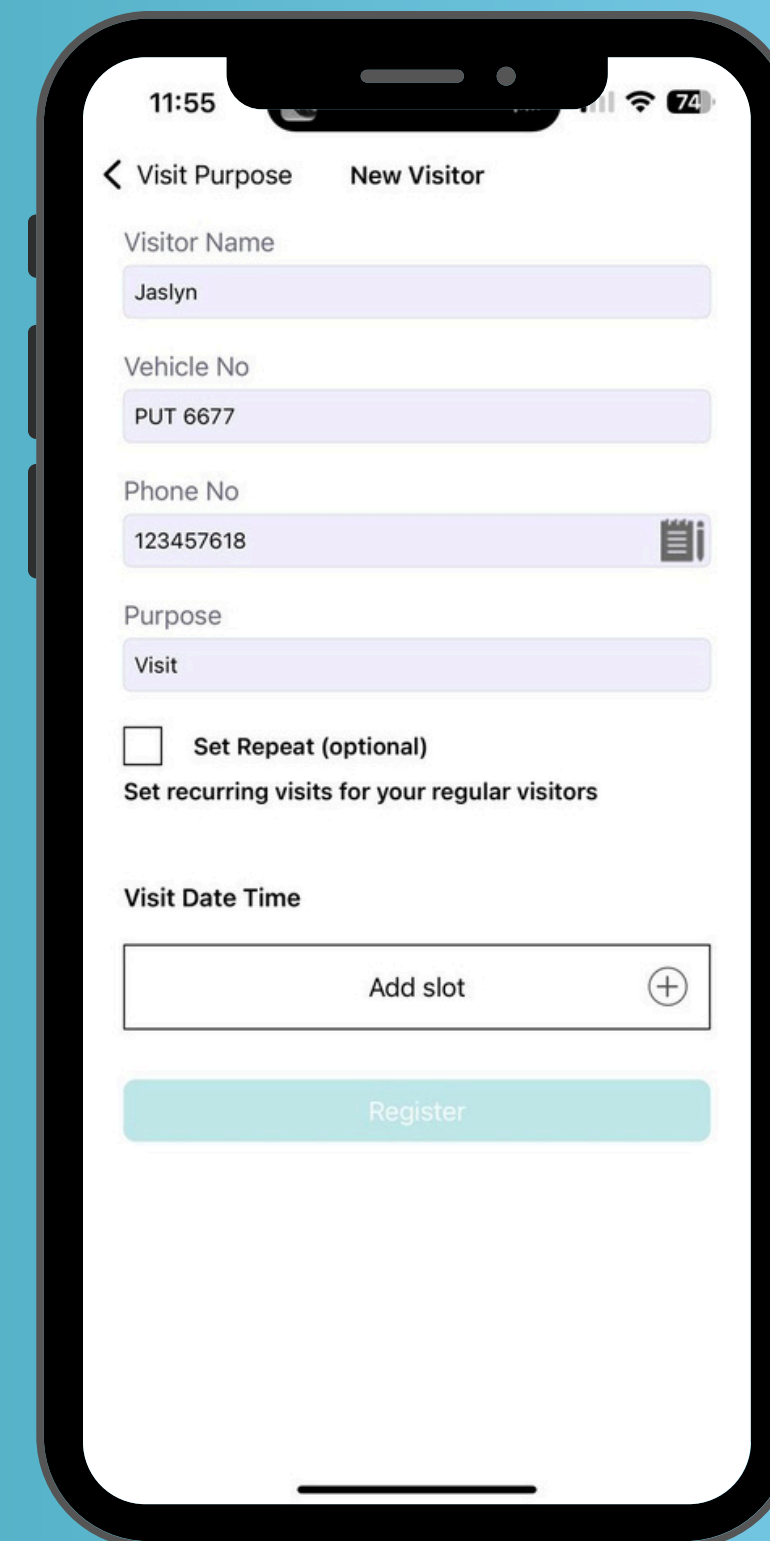 11:55
74
Visit Purpose
New Visitor
Visitor Name
Jaslyn
Vehicle No
PUT 6677
Phone No
123457618
Purpose
Visit
Set Repeat (optional)
Set recurring visits for your regular visitors
Visit Date Time
Add slot
Register